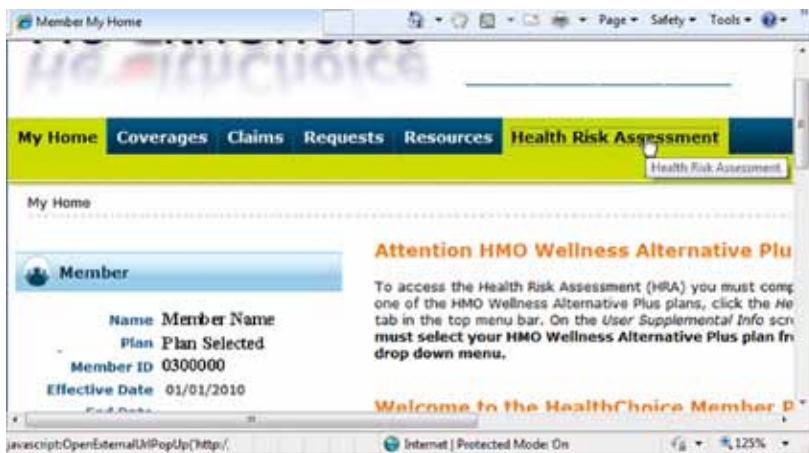 Member My Home
Page Safety Tools
HealthChoice
My Home Coverages Claims Requests Resources Health Risk Assessment
Health Risk Assessment
My Home
Attention HMO Wellness Alternative Plu
Member
To access the Health Risk Assessment (HRA) you must comp
one of the HMO Wellness Alternative Plus plans, click the He
Name Member Name
tab in the top menu bar. On the User Supplemental Info scr
Plan Plan Selected
must select your HMO Wellness Alternative Plus plan fr
Member ID 0300000
drop down menu.
Effective Date 01/01/2010
End Date
Welcome to the HealthChoice Member P
javascript:OpenExternalUrlPopUp('http:/,
Internet | Protected Mode: On
125%